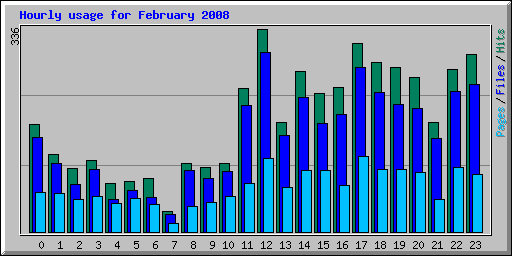 Hourly usage for February 2008
336
Pages / Files / Hits
0 1 2 3 4 5 6 7 8 9 10 11 12 13 14 15 16 17 18 19 20 21 22 23